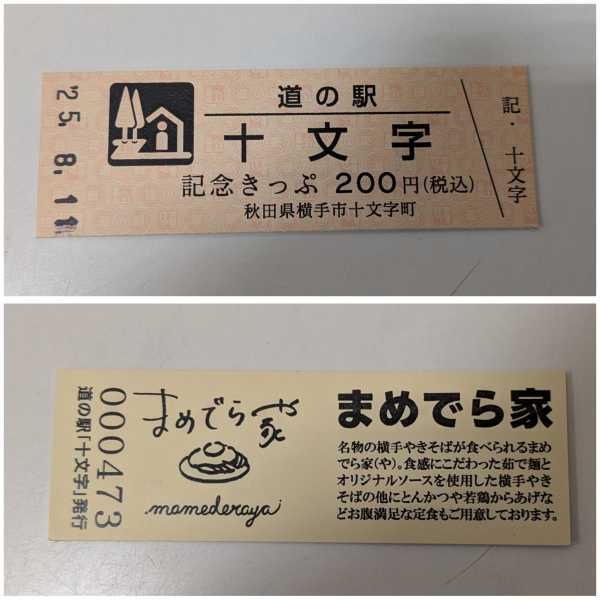 '25. 8. 11
道の駅
十文字
記念きっぷ 200円(税込)
秋田県横手市十文字町
記・十文字
000473
道の駅「十文字」発行
まめでら家
mamederaya
まめでら家
名物の横手やきそばが食べられるまめ
でら家(や)。食感にこだわった茹で麺と
オリジナルソースを使用した横手やき
そばの他にとんかつや若鶏からあげな
どお腹満足な定食もご用意しております。